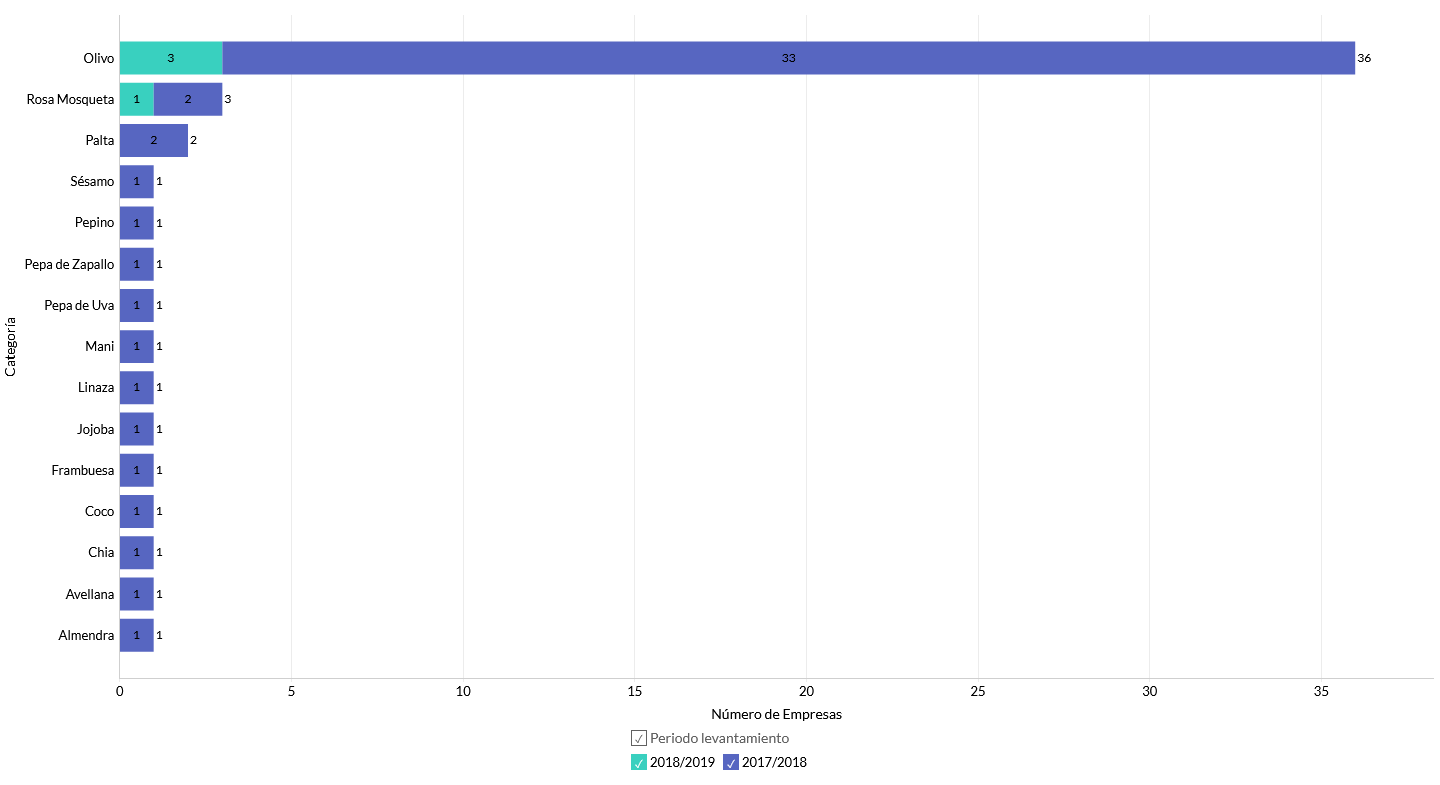 Olivo 3 33 36
Rosa Mosqueta 1 2 3
Palta 2 2
Sésamo 1 1
Pepino 1 1
Pepa de Zapallo 1 1
Pepa de Uva 1 1
Mani 1 1
Linaza 1 1
Jojoba 1 1
Frambuesa 1 1
Coco 1 1
Chia 1 1
Avellana 1 1
Almendra 1 1
Categoría
0 5 10 15 20 25 30 35
Número de Empresas
Periodo levantamiento
2018/2019 2017/2018